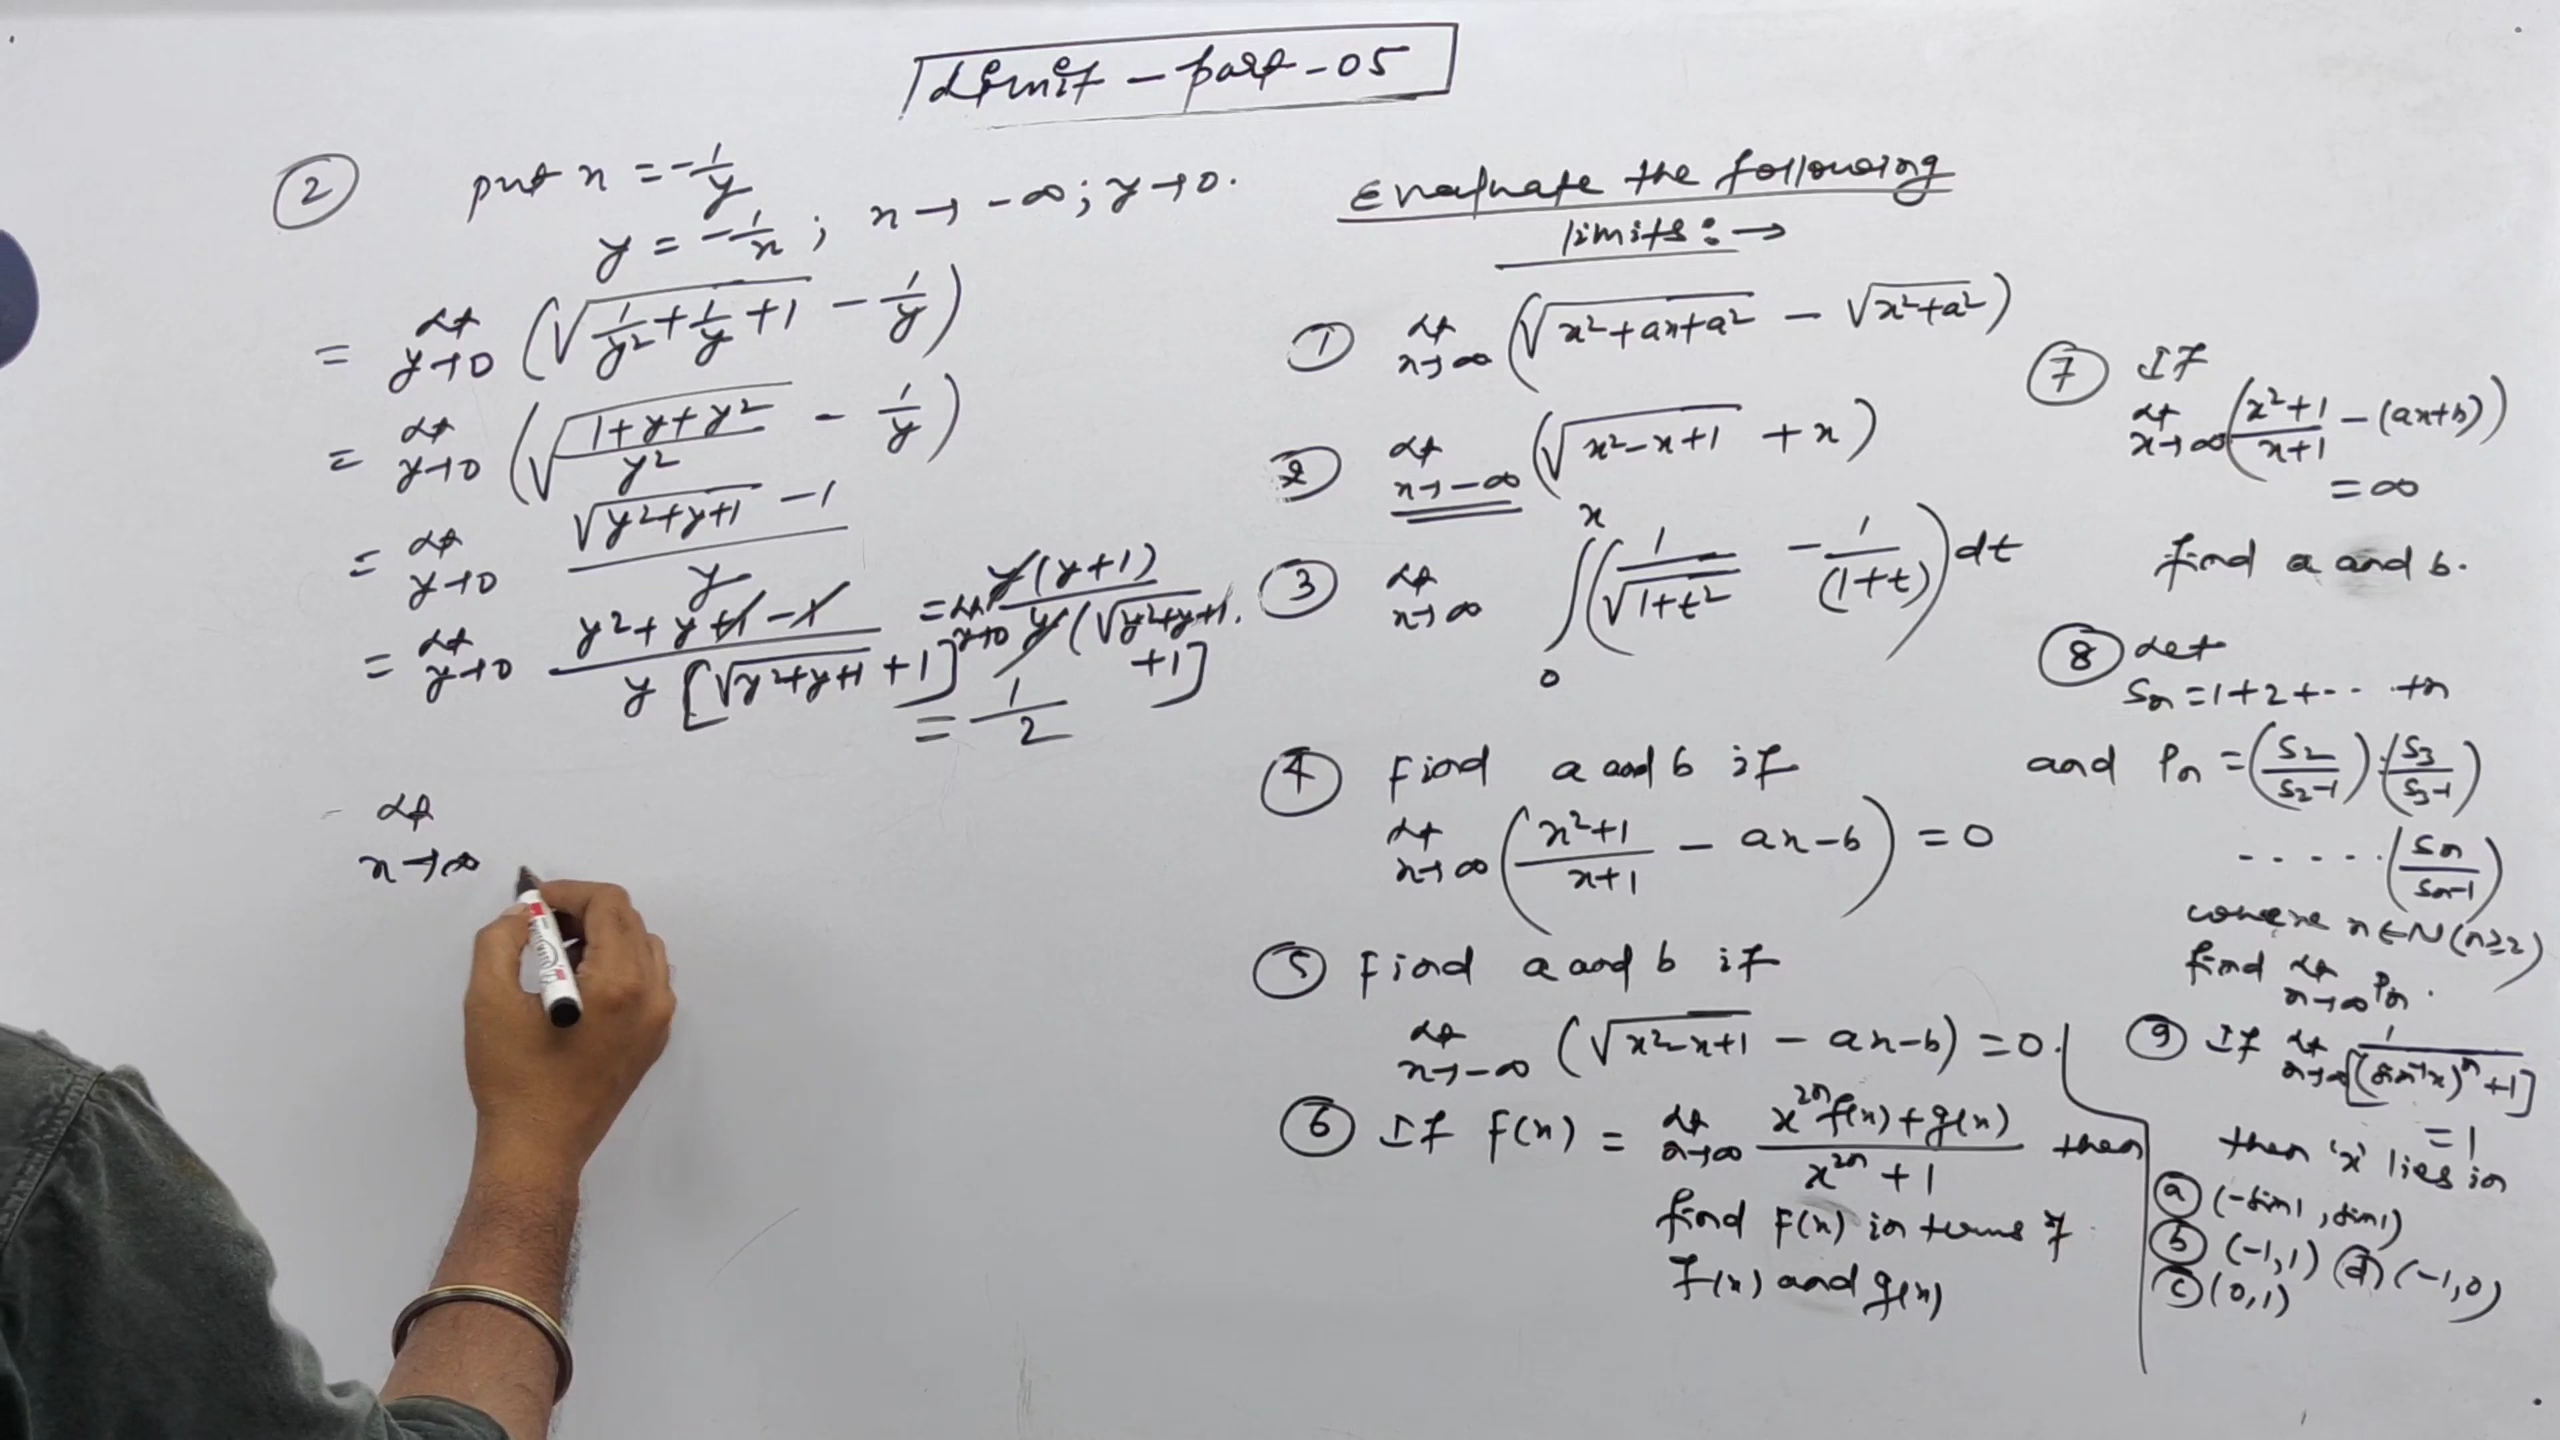 Limit - part - 05
② put x = -1/y
y = -1/x ; x → -∞ ; y → 0.
= Lt y→0 (√(1/y² + 1/y + 1) - 1/y)
= Lt y→0 (√((1+y+y²)/y²) - 1/y)
= Lt y→0 (√(y²+y+1) - 1)/y
= Lt y→0 (y²+y+1-1)/(y[√(y²+y+1) + 1]) = Lt y→0 y(y+1)/(y(√(y²+y+1) +1]
= 1/2
Lt x→∞
Evaluate the following
limits: →
① Lt x→∞ (√(x²+ax+a²) - √(x²+a²))
② Lt x→-∞ (√(x²-x+1) + x)
③ Lt x→∞ ∫₀ˣ (1/√(1+t²) - 1/(1+t)) dt
④ Find a and b if
Lt x→∞ ((x²+1)/(x+1) - ax-b) = 0
⑤ Find a and b if
Lt x→-∞ (√(x²-x+1) - ax-b) = 0.
⑥ If F(x) = Lt n→∞ (x²ⁿf(x)+g(x))/(x²ⁿ+1) then
find F(x) in terms of
f(x) and g(x)
⑦ If
Lt x→∞ ((x²+1)/(x+1) - (ax+b))
= ∞
find a and b.
⑧ Let
Sn = 1+2+... +n
and Pn = (S2/(S2-1)).(S3/(S3-1))
......(Sn/(Sn-1))
where n∈N(n≥2)
find Lt n→∞ Pn.
⑨ If Lt n→∞ 1/[(sin⁻¹x)ⁿ+1]
= 1
then 'x' lies in
ⓐ (-sin1, sin1)
ⓑ (-1,1) ⓓ (-1,0)
ⓒ (0,1)